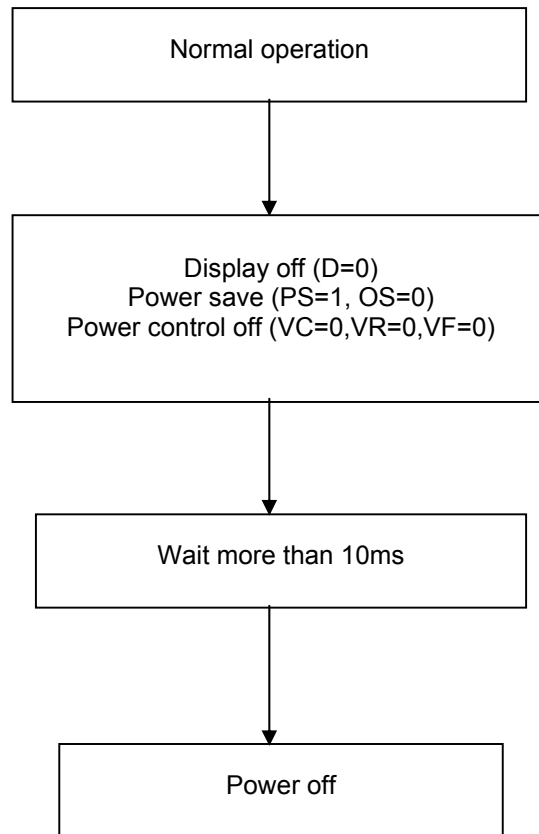 Normal operation
Display off (D=0)
Power save (PS=1, OS=0)
Power control off (VC=0,VR=0,VF=0)
Wait more than 10ms
Power off